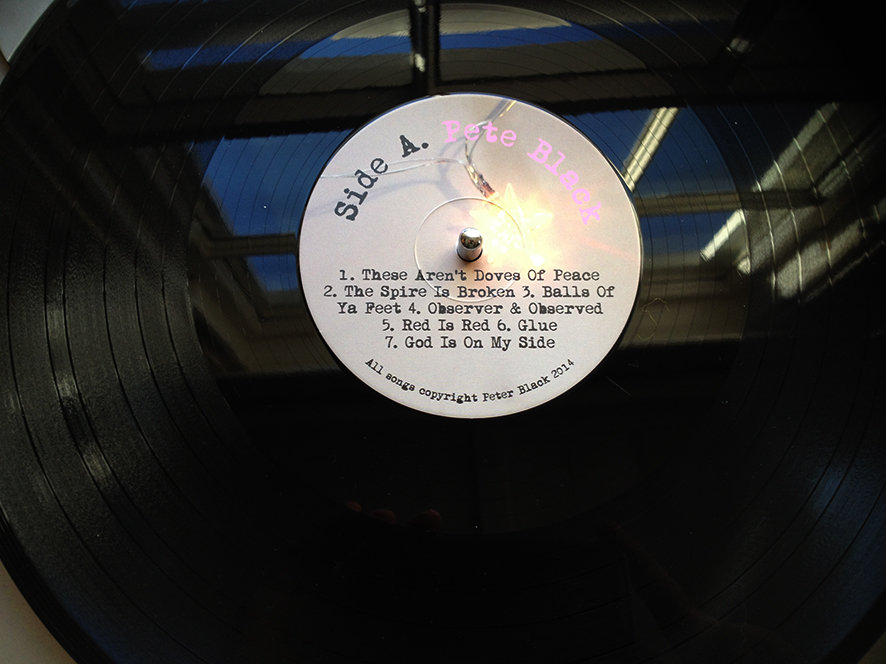 Side A. Pete Black
1. These Aren't Doves Of Peace
2. The Spire Is Broken 3. Balls Of
Ya Feet 4. Observer & Observed
5. Red Is Red 6. Glue
7. God Is On My Side
All songs copyright Peter Black 2014